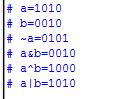 # a=1010
# b=0010
# ~a=0101
# a&b=0010
# a^b=1000
# a|b=1010